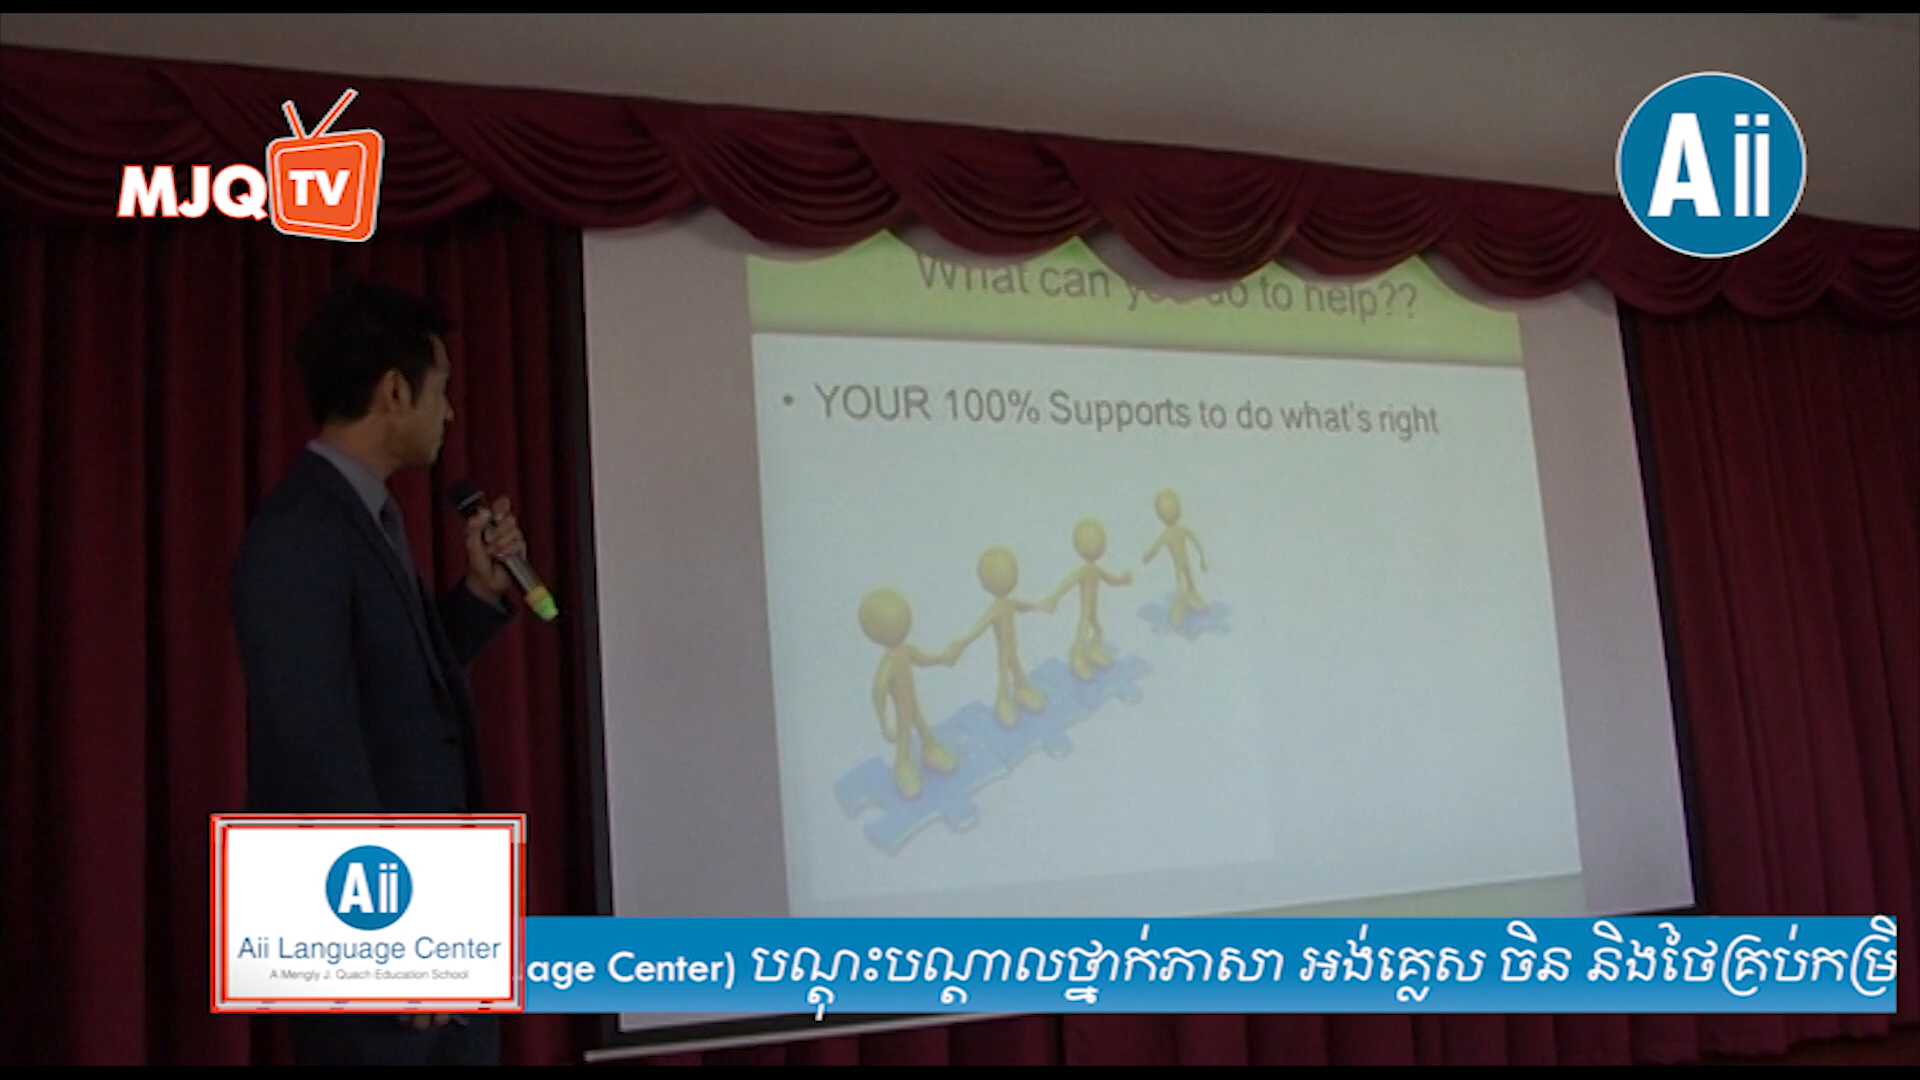 MJQ TV
Aii
What can you do to help??
• YOUR 100% Supports to do what's right
Aii
Aii Language Center
A Mengly J. Quach Education School
age Center) បណ្តុះបណ្តាលថ្នាក់ភាសា អង់គ្លេស ចិន និងថៃគ្រប់កម្រិ